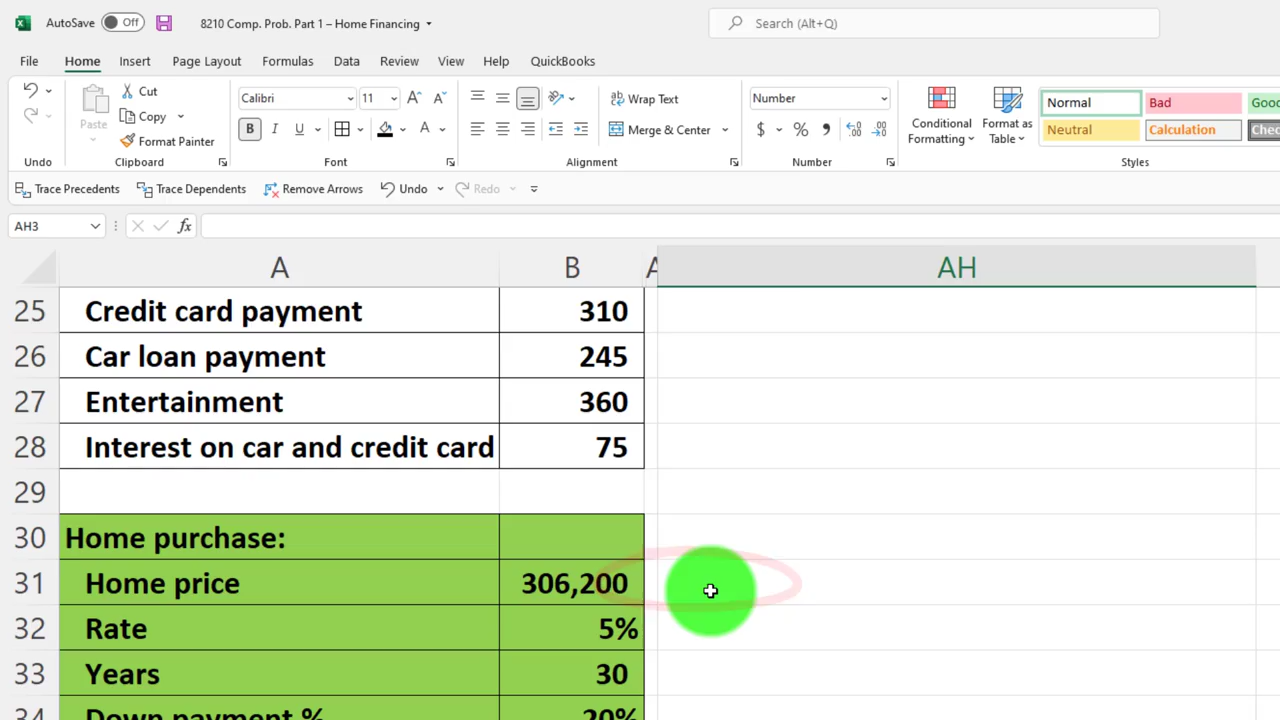 AutoSave Off 8210 Comp. Prob. Part 1 – Home Financing Search (Alt+Q)
File Home Insert Page Layout Formulas Data Review View Help QuickBooks
Paste Cut Copy Format Painter
Calibri 11 A A
B I U A
Wrap Text
Merge & Center
Number
$ % 9
Conditional Formatting Format as Table
Normal Bad Good
Neutral Calculation
Undo Clipboard Font Alignment Number Styles
Trace Precedents Trace Dependents Remove Arrows Undo Redo
AH3 fx
A B AH
25 Credit card payment 310
26 Car loan payment 245
27 Entertainment 360
28 Interest on car and credit card 75
29
30 Home purchase:
31 Home price 306,200
32 Rate 5%
33 Years 30
34 Down payment % 20%